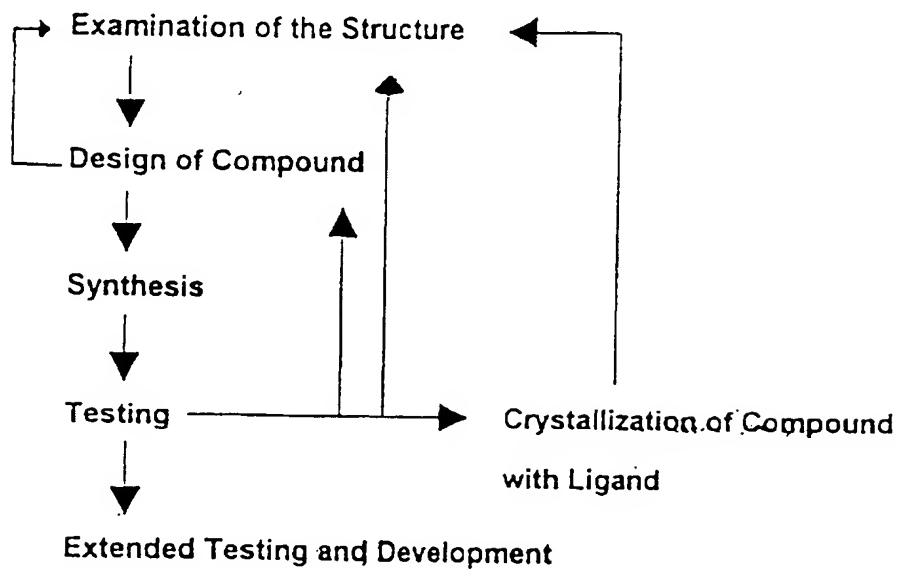 Examination of the Structure
Design of Compound
Synthesis
Testing
Crystallization of Compound
with Ligand
Extended Testing and Development